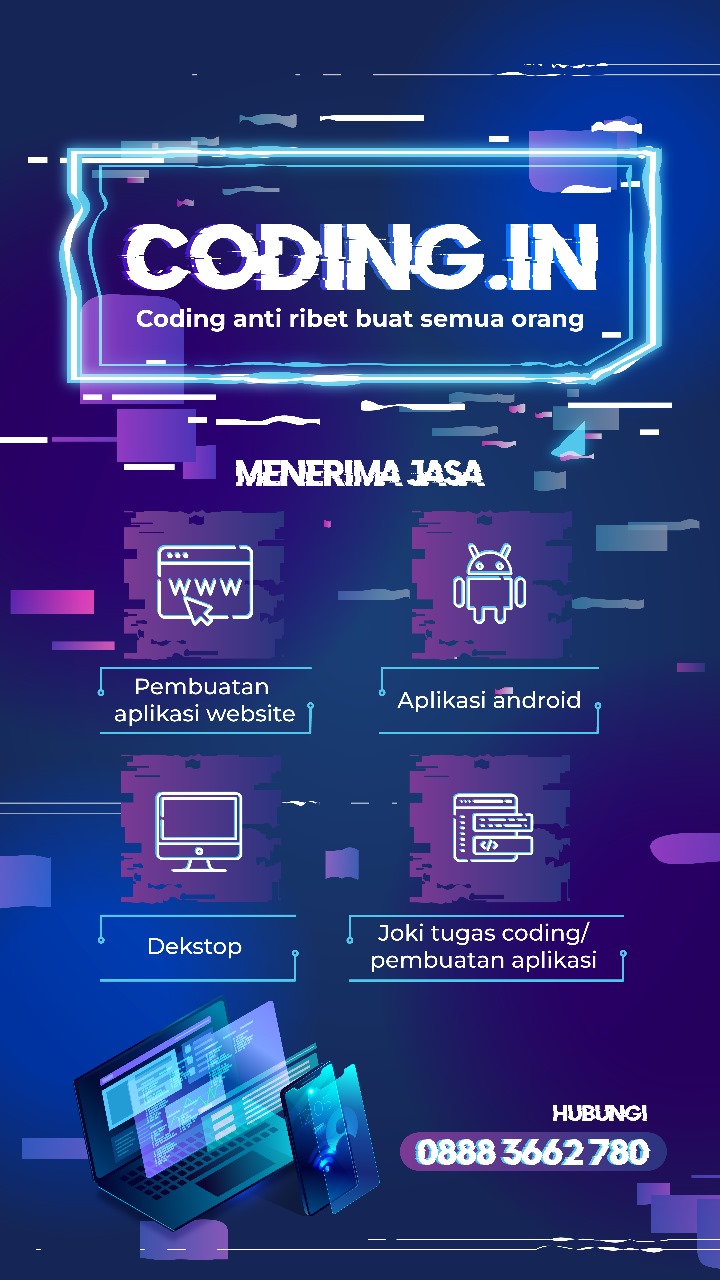 CODING.IN
Coding anti ribet buat semua orang
MENERIMA JASA
WWW
Pembuatan
aplikasi website
Aplikasi android
Dekstop
</>
Joki tugas coding/
pembuatan aplikasi
HUBUNGI
0888 3662 780